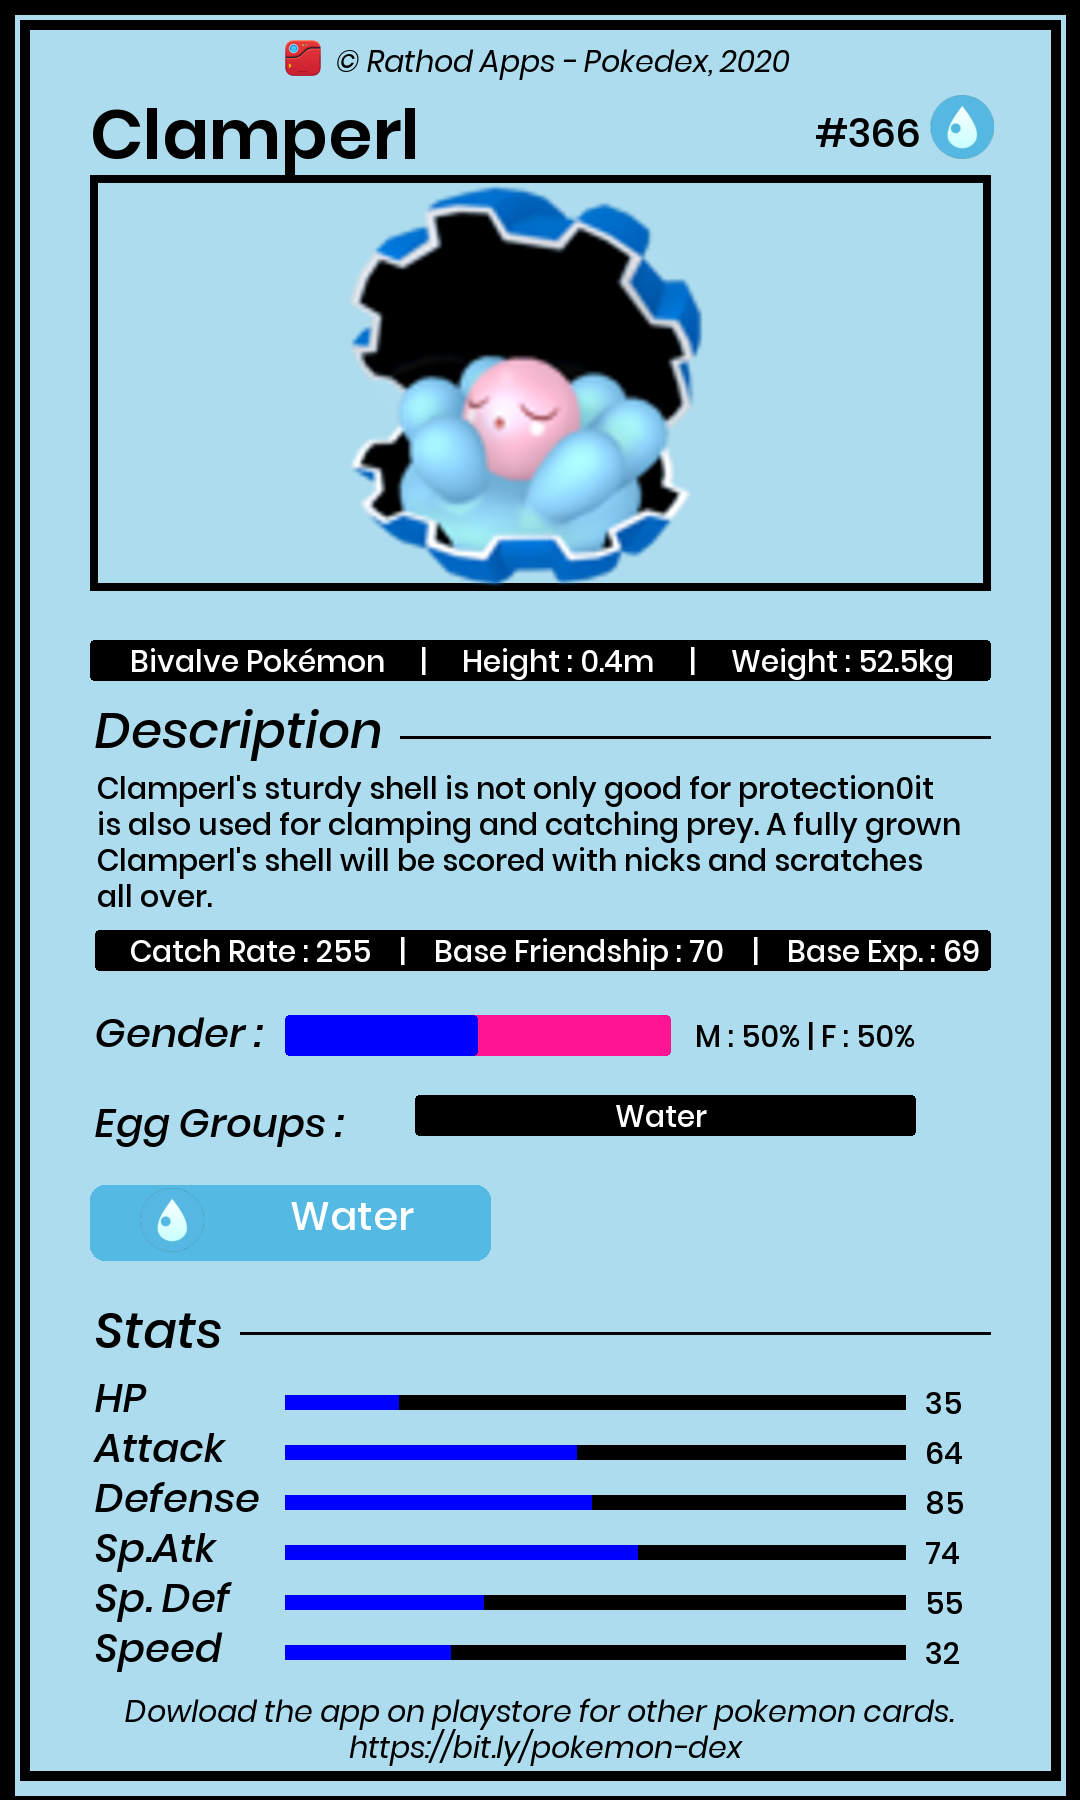 © Rathod Apps - Pokedex, 2020
Clamperl
#366
Bivalve Pokémon | Height : 0.4m | Weight : 52.5kg
Description
Clamperl's sturdy shell is not only good for protection0it
is also used for clamping and catching prey. A fully grown
Clamperl's shell will be scored with nicks and scratches
all over.
Catch Rate : 255 | Base Friendship : 70 | Base Exp. : 69
Gender : M : 50% | F : 50%
Egg Groups : Water
Water
Stats
HP 35
Attack 64
Defense 85
Sp.Atk 74
Sp. Def 55
Speed 32
Dowload the app on playstore for other pokemon cards.
https://bit.ly/pokemon-dex